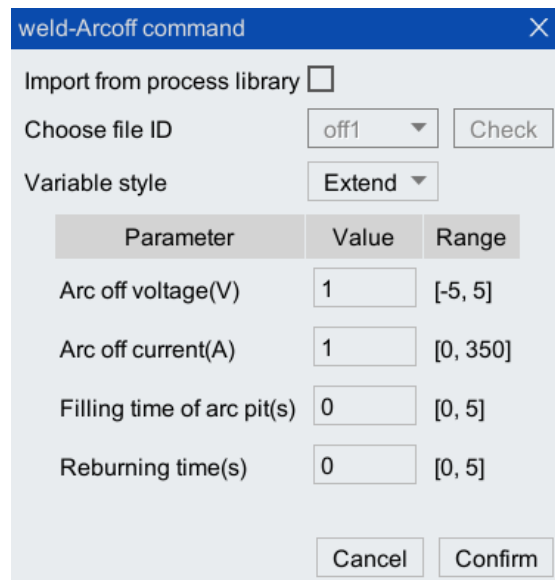 weld-Arcoff command
Import from process library
Choose file ID off1 Check
Variable style Extend
Parameter Value Range
Arc off voltage(V) 1 [-5, 5]
Arc off current(A) 1 [0, 350]
Filling time of arc pit(s) 0 [0, 5]
Reburning time(s) 0 [0, 5]
Cancel Confirm